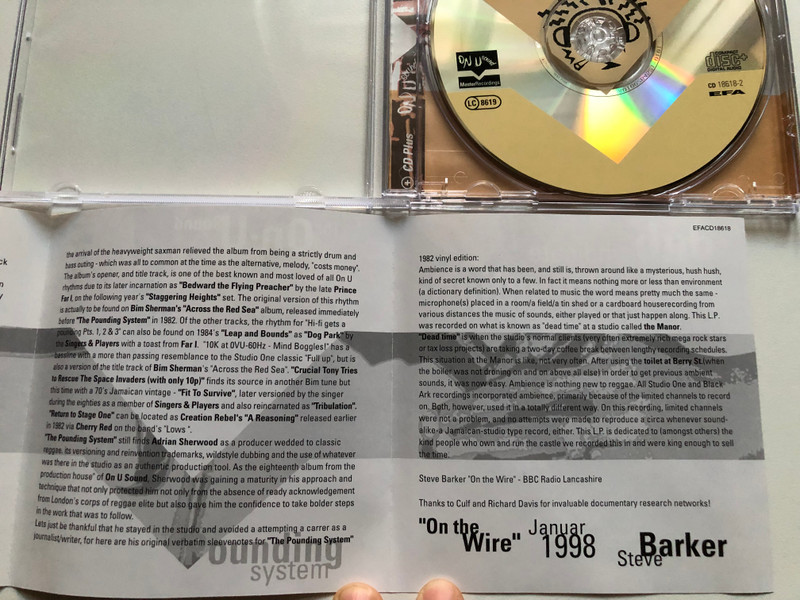 ON U Sound
MasterRecordings
LC 8619
COMPACT
disc
DIGITAL AUDIO
CD 18618-2
EFA
CD Plus
ON U
EFACD18618
the arrival of the heavyweight saxman relieved the album from being a strictly drum and
bass outing - which was all to common at the time as the alternative, melody, "costs money".
The album's opener, and title track, is one of the best known and most loved of all On U
rhythms due to its later incarnation as "Bedward the Flying Preacher" by the late Prince
Far I, on the following year's "Staggering Heights" set. The original version of this rhythm
is actually to be found on Bim Sherman's "Across the Red Sea" album, released immediately
before "The Pounding System" in 1982. Of the other tracks, the rhythm for "Hi-fi gets a
pounding Pts. 1, 2 & 3" can also be found on 1984's "Leap and Bounds" as "Dog Park" by
the Singers & Players with a toast from Far I. "10K at 0VU-60Hz - Mind Boggles!" has a
bassline with a more than passing resemblance to the Studio One classic "Full up", but is
also a version of the title track of Bim Sherman's "Across the Red Sea". "Crucial Tony Tries
to Rescue The Space Invaders (with only 10p)" finds its source in another Bim tune but
this time with a 70's Jamaican vintage - "Fit To Survive", later versioned by the singer
during the eighties as a member of Singers & Players and also reincarnated as "Tribulation".
"Return to Stage One" can be located as Creation Rebel's "A Reasoning" released earlier
in 1982 via Cherry Red on the band's "Lows ".
"The Pounding System" still finds Adrian Sherwood as a producer wedded to classic
reggae, its versioning and reinvention trademarks, wildstyle dubbing and the use of whatever
was there in the studio as an authentic production tool. As the eighteenth album from the
production house" of On U Sound, Sherwood was gaining a maturity in his approach and
technique that not only protected him not only from the absence of ready acknowledgement
from London's corps of reggae elite but also gave him the confidence to take bolder steps
in the work that was to follow.
Lets just be thankful that he stayed in the studio and avoided a attempting a carrer as a
journalist/writer, for here are his original verbatim sleevenotes for "The Pounding System"
ounding
system
1982 vinyl edition:
Ambience is a word that has been, and still is, thrown around like a mysterious, hush hush,
kind of secret known only to a few. In fact it means nothing more or less than environment
(a dictionary definition). When related to music the word means pretty much the same -
microphone(s) placed in a room/a field/a tin shed or a cardboard houserecording from
various distances the music of sounds, either played or that just happen along. This L.P.
was recorded on what is known as "dead time" at a studio called the Manor.
"Dead time" is when the studio's normal clients (very often extremely rich mega rock stars
or tax loss projects) are taking a two-day coffee break between lengthy recording schedules.
This situation at the Manor is like, not very often. After using the toilet at Berry St.(when
the boiler was not droning on and on above all else) in order to get previous ambient
sounds, it was now easy. Ambience is nothing new to reggae. All Studio One and Black
Ark recordings incorporated ambience, primarily because of the limited channels to record
on. Both, however, used it in a totally different way. On this recording, limited channels
were not a problem, and no attempts were made to reproduce a circa whenever sound-
alike-a Jamaican-studio type record, either. This L.P. is dedicated to (amongst others) the
kind people who own and run the castle we recorded this in and were king enough to sell
the time.
Steve Barker "On the Wire" - BBC Radio Lancashire
Thanks to Culf and Richard Davis for invaluable documentary research networks!
"On the
Wire"
Januar
1998
Steve
Barker